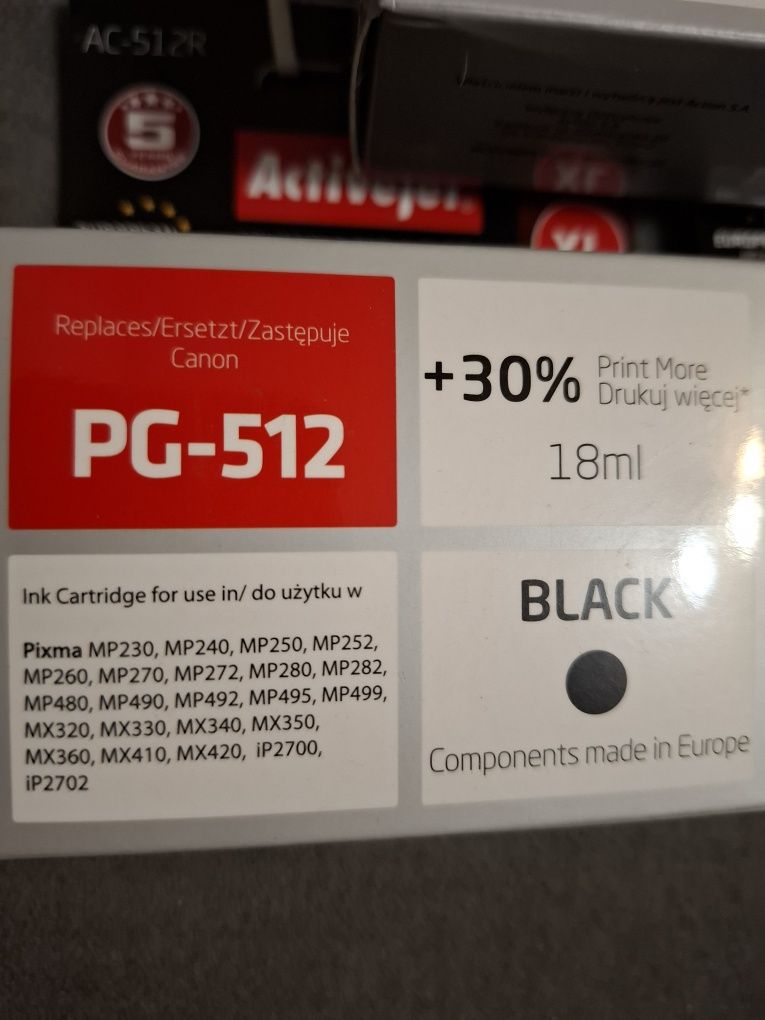 AC-512R
5
Activejet.
XL
XL
Replaces/Ersetzt/Zastępuje
Canon
PG-512
+30% Print More
Drukuj więcej*
18ml
Ink Cartridge for use in/ do użytku w
Pixma MP230, MP240, MP250, MP252,
MP260, MP270, MP272, MP280, MP282,
MP480, MP490, MP492, MP495, MP499,
MX320, MX330, MX340, MX350,
MX360, MX410, MX420, iP2700,
iP2702
BLACK
Components made in Europe